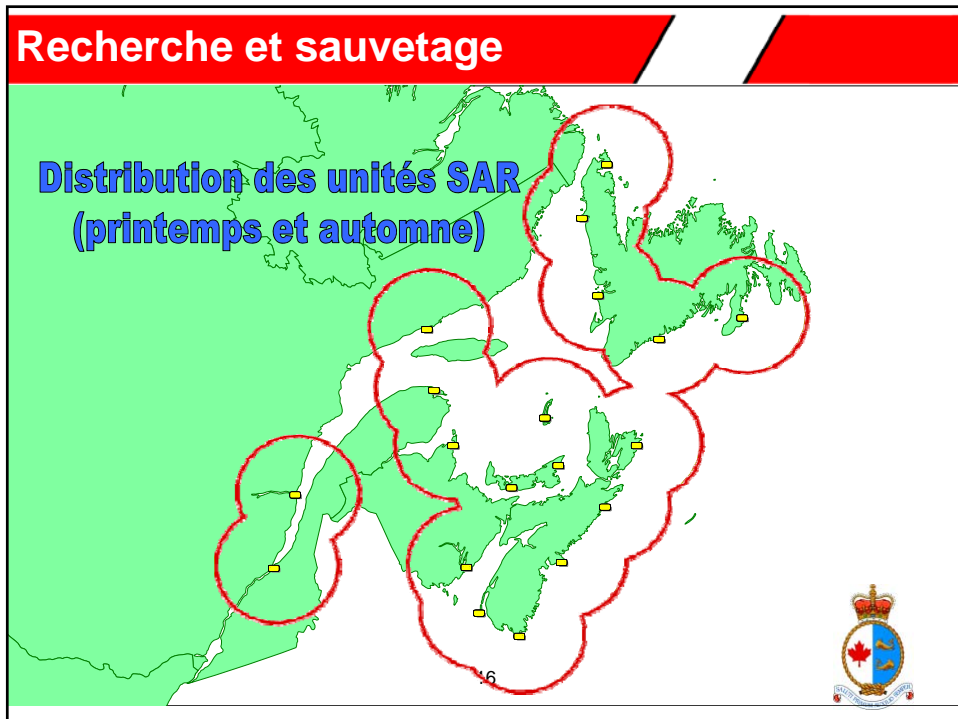 Recherche et sauvetage
Distribution des unités SAR
(printemps et automne)